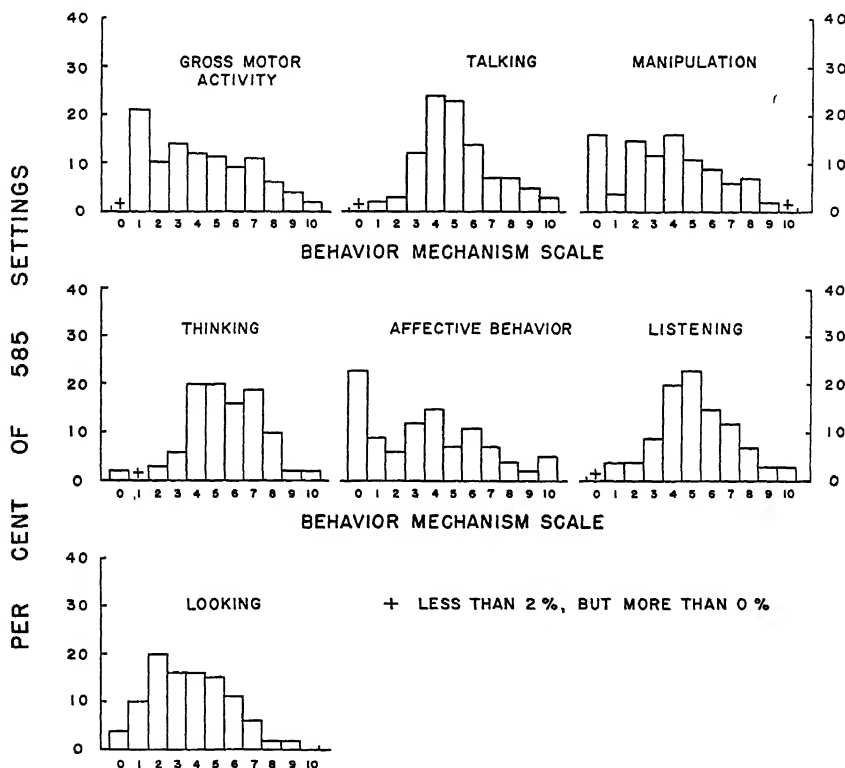 PER CENT OF 585 SETTINGS
40 30 20 10 0
GROSS MOTOR
ACTIVITY
TALKING
MANIPULATION
40 30 20 10 0
0 1 2 3 4 5 6 7 8 9 10
0 1 2 3 4 5 6 7 8 9 10
0 1 2 3 4 5 6 7 8 9 10
BEHAVIOR MECHANISM SCALE
40 30 20 10 0
THINKING
AFFECTIVE BEHAVIOR
LISTENING
40 30 20 10 0
0 1 2 3 4 5 6 7 8 9 10
0 1 2 3 4 5 6 7 8 9 10
0 1 2 3 4 5 6 7 8 9 10
BEHAVIOR MECHANISM SCALE
40 30 20 10 0
LOOKING
+ LESS THAN 2 %, BUT MORE THAN 0 %
0 1 2 3 4 5 6 7 8 9 10